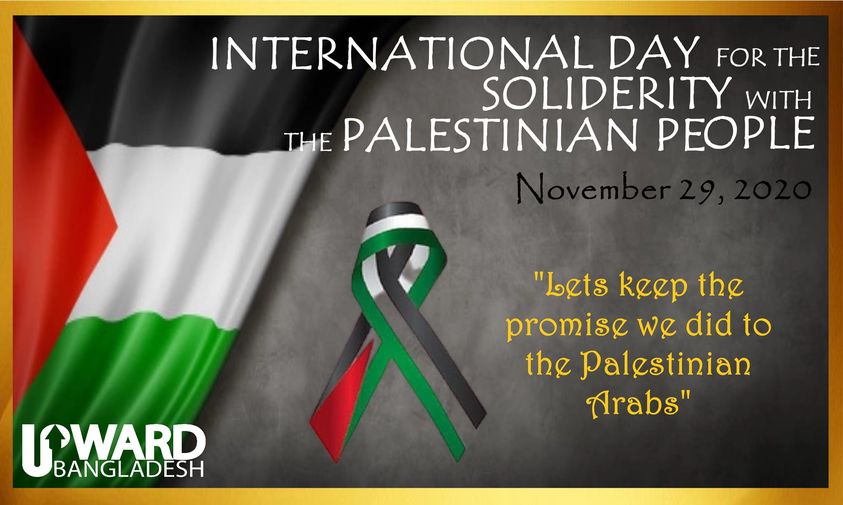 INTERNATIONAL DAY FOR THE
SOLIDERITY WITH
THE PALESTINIAN PEOPLE
November 29, 2020
"Lets keep the
promise we did to
the Palestinian
Arabs"
UPWARD
BANGLADESH